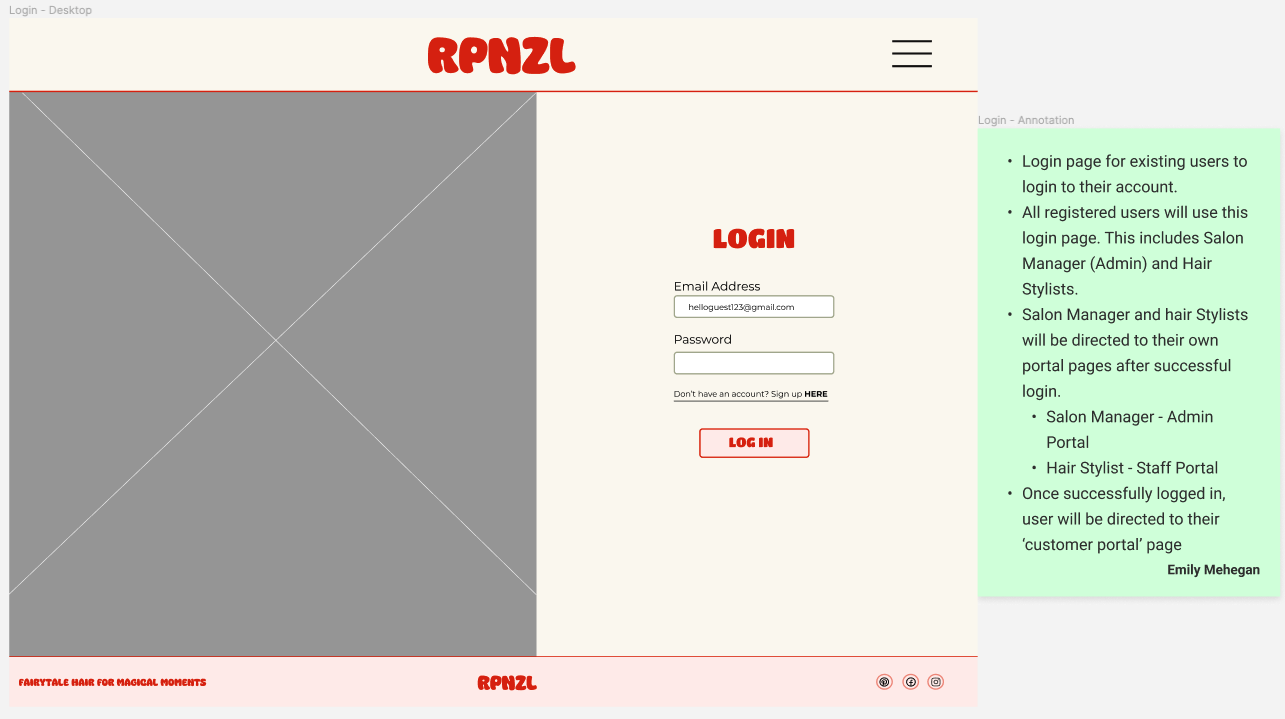 Login - Desktop
RPNZL
Login - Annotation
LOGIN
Email Address
helloguest123@gmail.com
Password
Don't have an account? Sign up HERE
LOG IN
• Login page for existing users to
login to their account.
• All registered users will use this
login page. This includes Salon
Manager (Admin) and Hair
Stylists.
• Salon Manager and hair Stylists
will be directed to their own
portal pages after successful
login.
• Salon Manager - Admin
Portal
• Hair Stylist - Staff Portal
• Once successfully logged in,
user will be directed to their
‘customer portal’ page
Emily Mehegan
FAIRYTALE HAIR FOR MAGICAL MOMENTS
RPNZL